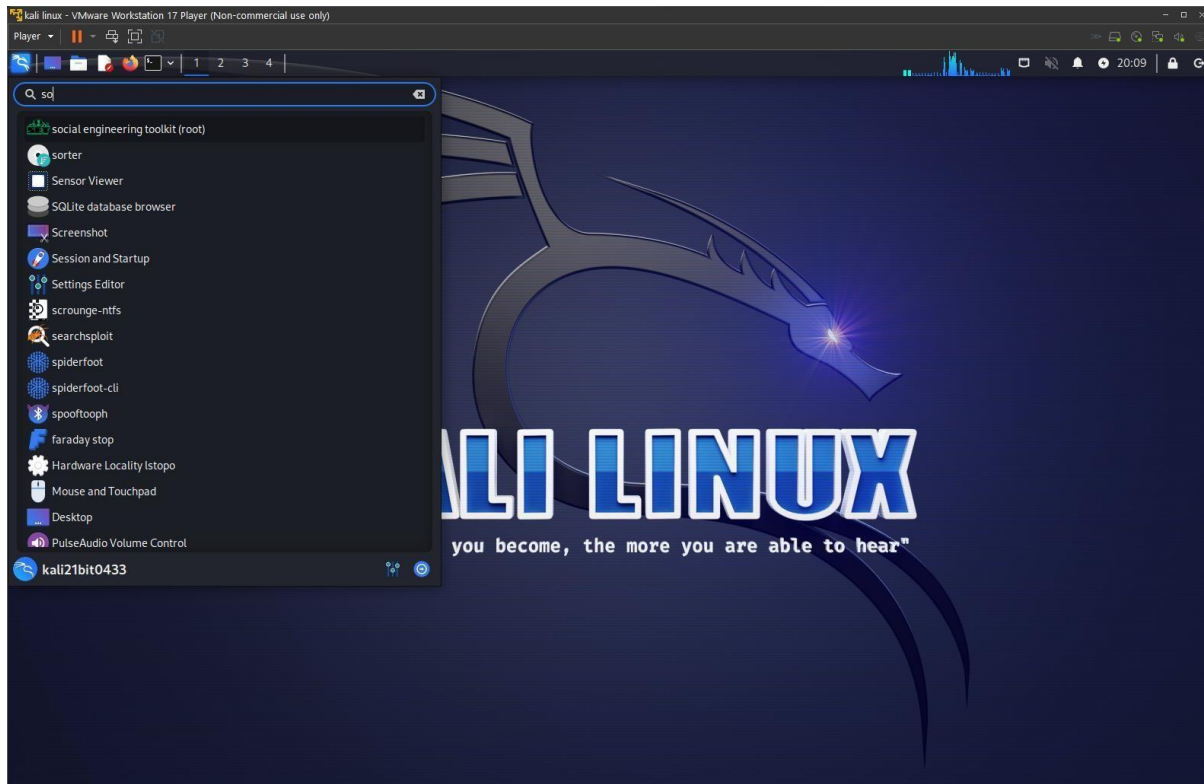 kali linux - VMware Workstation 17 Player (Non-commercial use only)
Player
1 2 3 4
20:09
so
social engineering toolkit (root)
sorter
Sensor Viewer
SQLite database browser
Screenshot
Session and Startup
Settings Editor
scrounge-ntfs
searchsploit
spiderfoot
spiderfoot-cli
spooftooph
faraday stop
Hardware Locality lstopo
Mouse and Touchpad
Desktop
PulseAudio Volume Control
kali21bit0433
ALI LINUX
you become, the more you are able to hear"